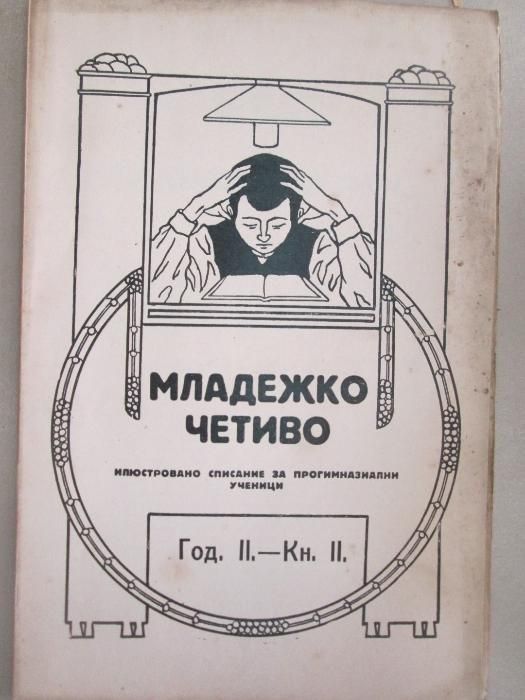 МЛАДЕЖКО
ЧЕТИВО
ИЛЮСТРОВАНО СПИСАНИЕ ЗА ПРОГИМНАЗИАЛНИ
УЧЕНИЦИ
Год. II.—Кн. II.